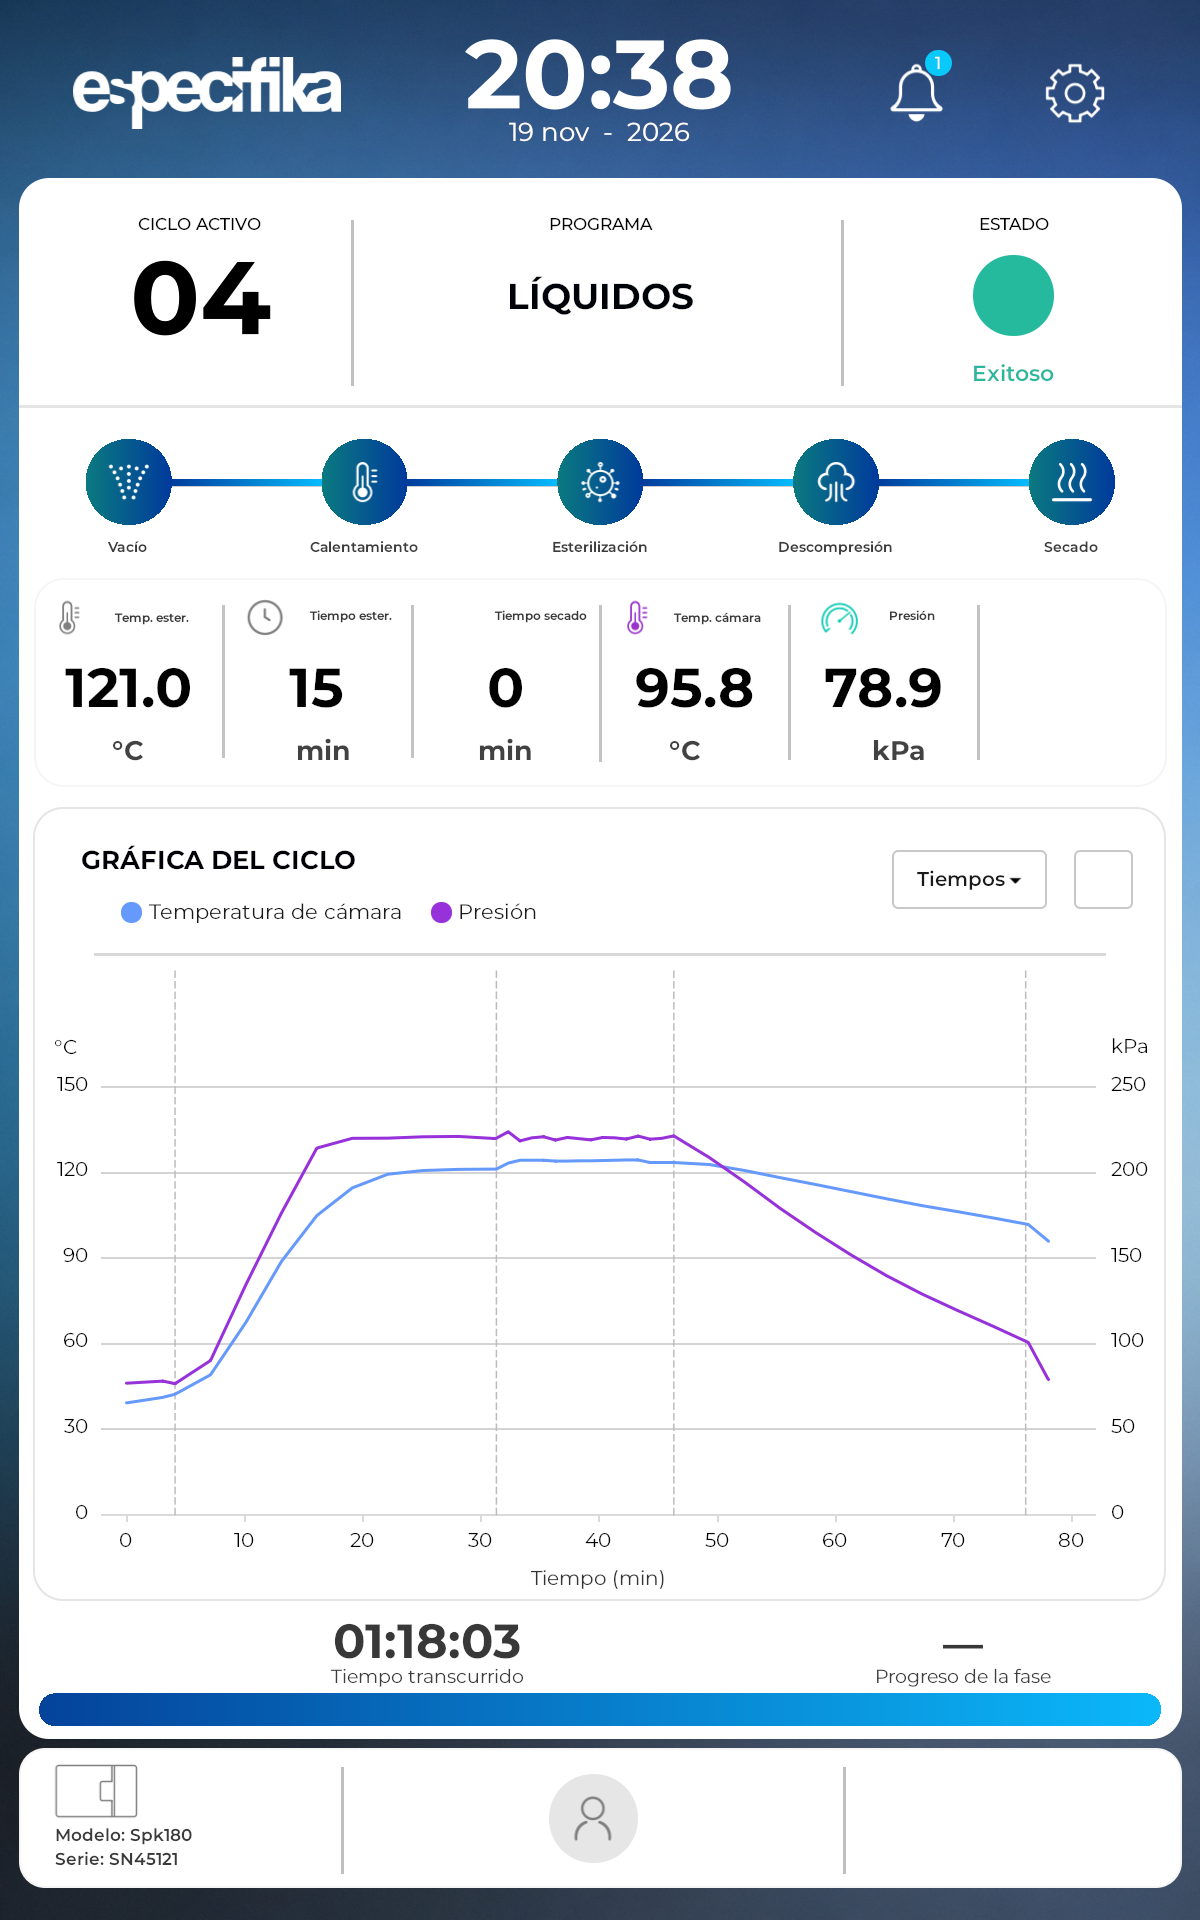 especifika
20:38
19 nov - 2026
1
CICLO ACTIVO
04
PROGRAMA
LÍQUIDOS
ESTADO
Exitoso
Vacío
Calentamiento
Esterilización
Descompresión
Secado
Temp. ester.
121.0
°C
Tiempo ester.
15
min
Tiempo secado
0
min
Temp. cámara
95.8
°C
Presión
78.9
kPa
GRÁFICA DEL CICLO
Tiempos
Temperatura de cámara
Presión
°C
kPa
150
250
120
200
90
150
60
100
30
50
0
0
0 10 20 30 40 50 60 70 80
Tiempo (min)
01:18:03
Tiempo transcurrido
—
Progreso de la fase
Modelo: Spk180
Serie: SN45121